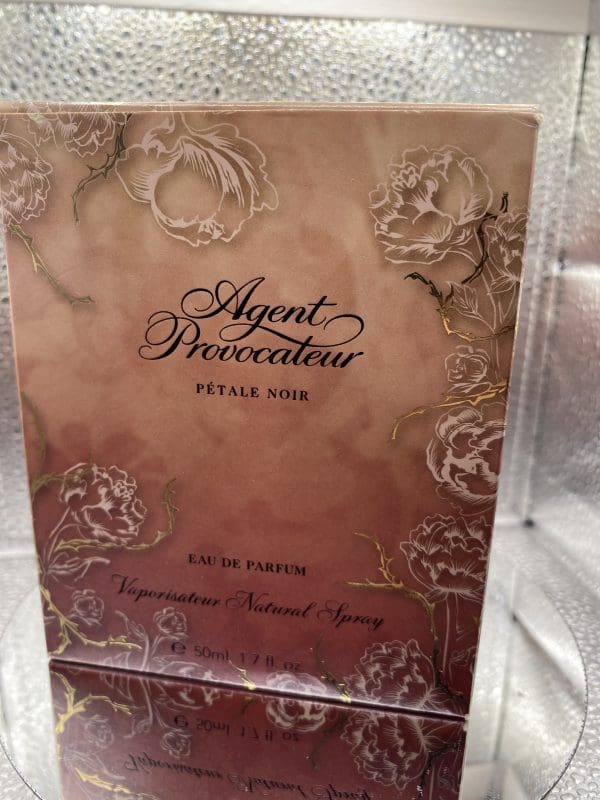 Agent
Provocateur
PÉTALE NOIR
EAU DE PARFUM
Vaporisateur Natural Spray
℮ 50ml 1.7 fl. oz